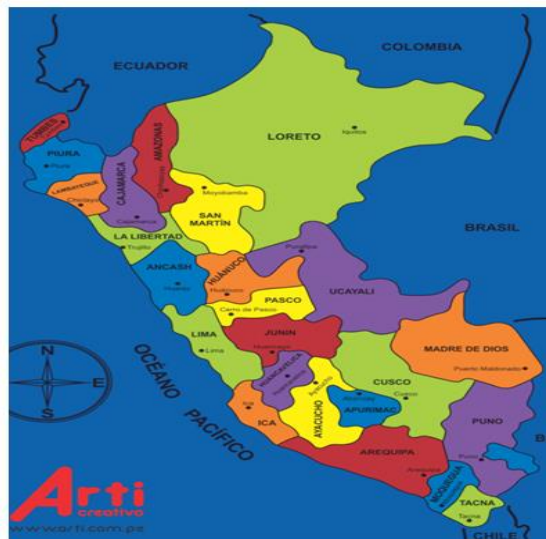 COLOMBIA
ECUADOR
TUMBES
LORETO
Iquitos
PIURA
Piura
AMAZONAS
CAJAMARCA
LAMBAYEQUE
Chiclayo
Moyobamba
Cajamarca
SAN
MARTÍN
BRASIL
LA LIBERTAD
Trujillo
Pucallpa
ANCASH
Huaraz
HUÁNUCO
Huánuco
UCAYALI
PASCO
Cerro de Pasco
LIMA
Lima
JUNIN
Huancayo
MADRE DE DIOS
Puerto Maldonado
OCÉANO PACÍFICO
N
E
S
HUANCAVELICA
Ayacucho
CUSCO
Cusco
Abancay
APURIMAC
AYACUCHO
Ica
ICA
PUNO
Puno
AREQUIPA
Arequipa
MOQUEGUA
B
TACNA
Tacna
CHILE
Arti
creativo
www.arti.com.pe